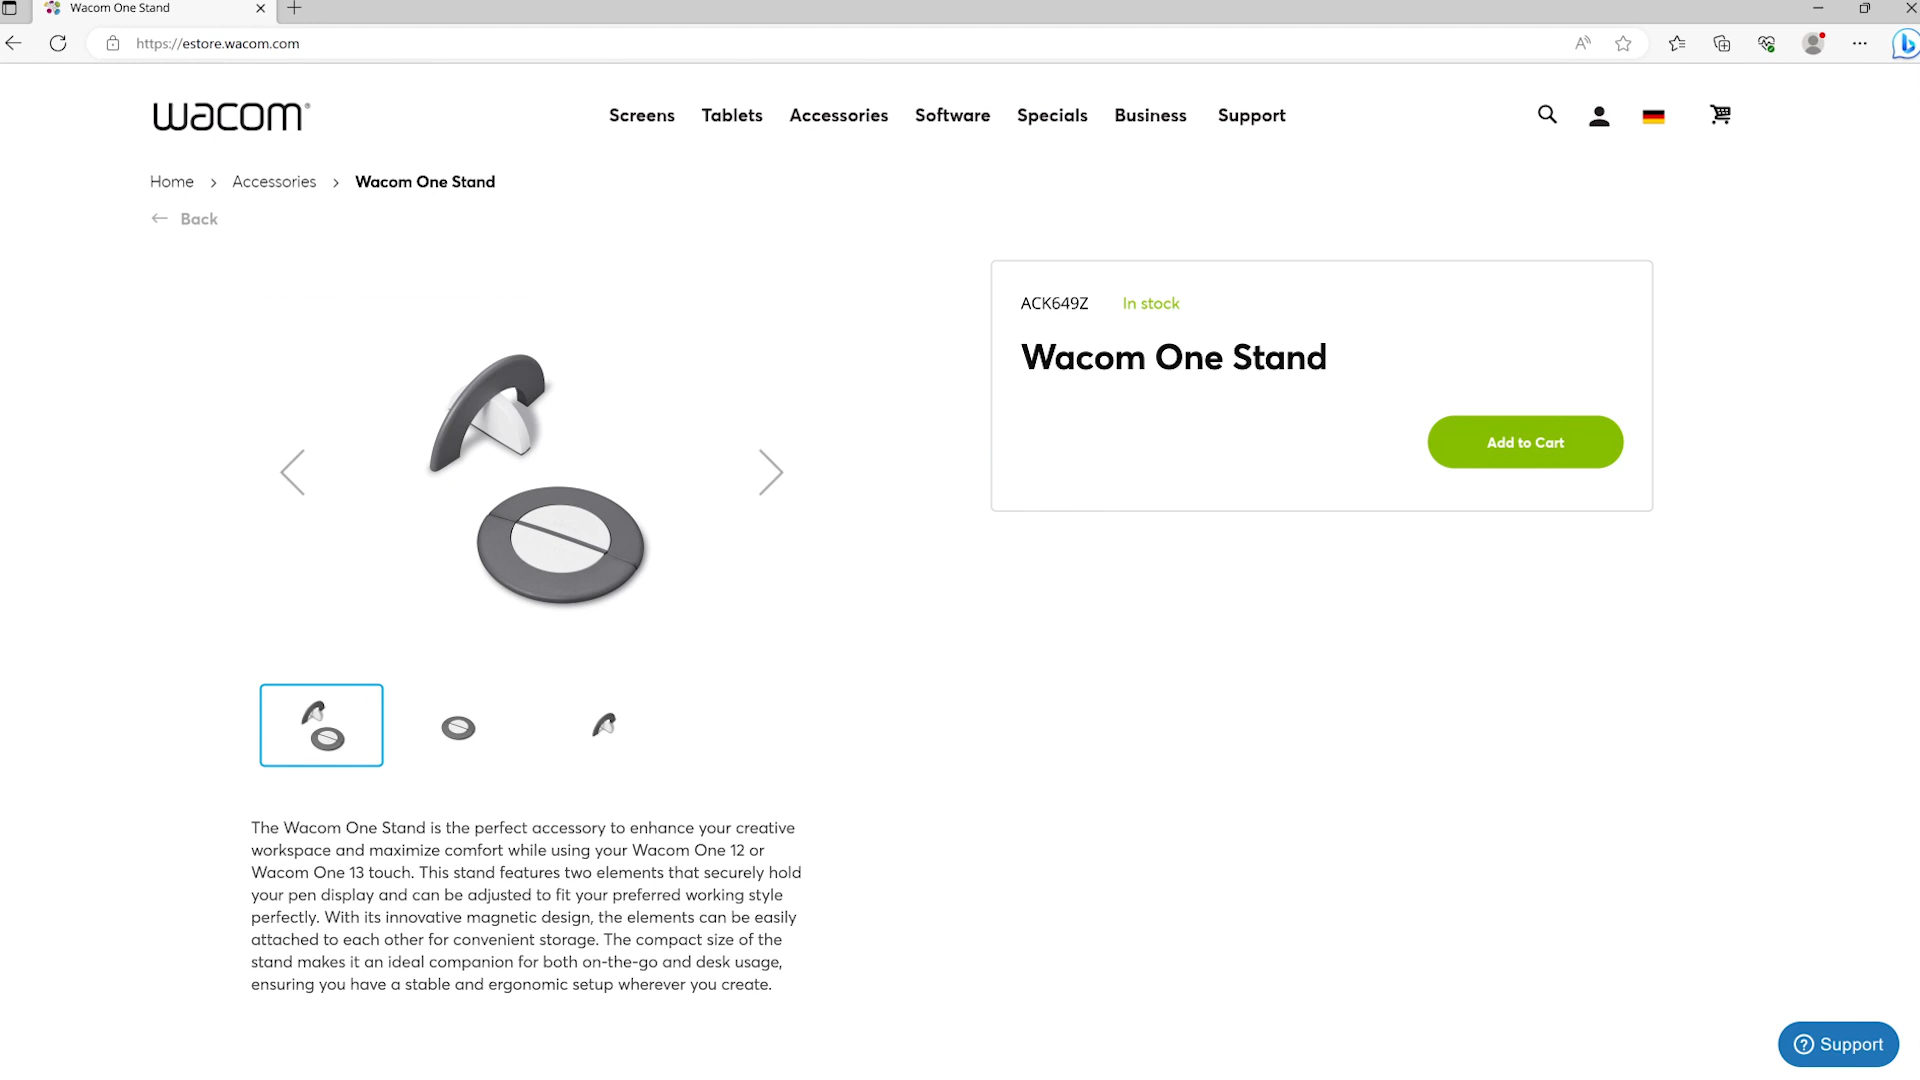 Wacom One Stand
https://estore.wacom.com
wacom®
Screens Tablets Accessories Software Specials Business Support
Home > Accessories > Wacom One Stand
← Back
ACK649Z In stock
Wacom One Stand
Add to Cart
The Wacom One Stand is the perfect accessory to enhance your creative
workspace and maximize comfort while using your Wacom One 12 or
Wacom One 13 touch. This stand features two elements that securely hold
your pen display and can be adjusted to fit your preferred working style
perfectly. With its innovative magnetic design, the elements can be easily
attached to each other for convenient storage. The compact size of the
stand makes it an ideal companion for both on-the-go and desk usage,
ensuring you have a stable and ergonomic setup wherever you create.
Support